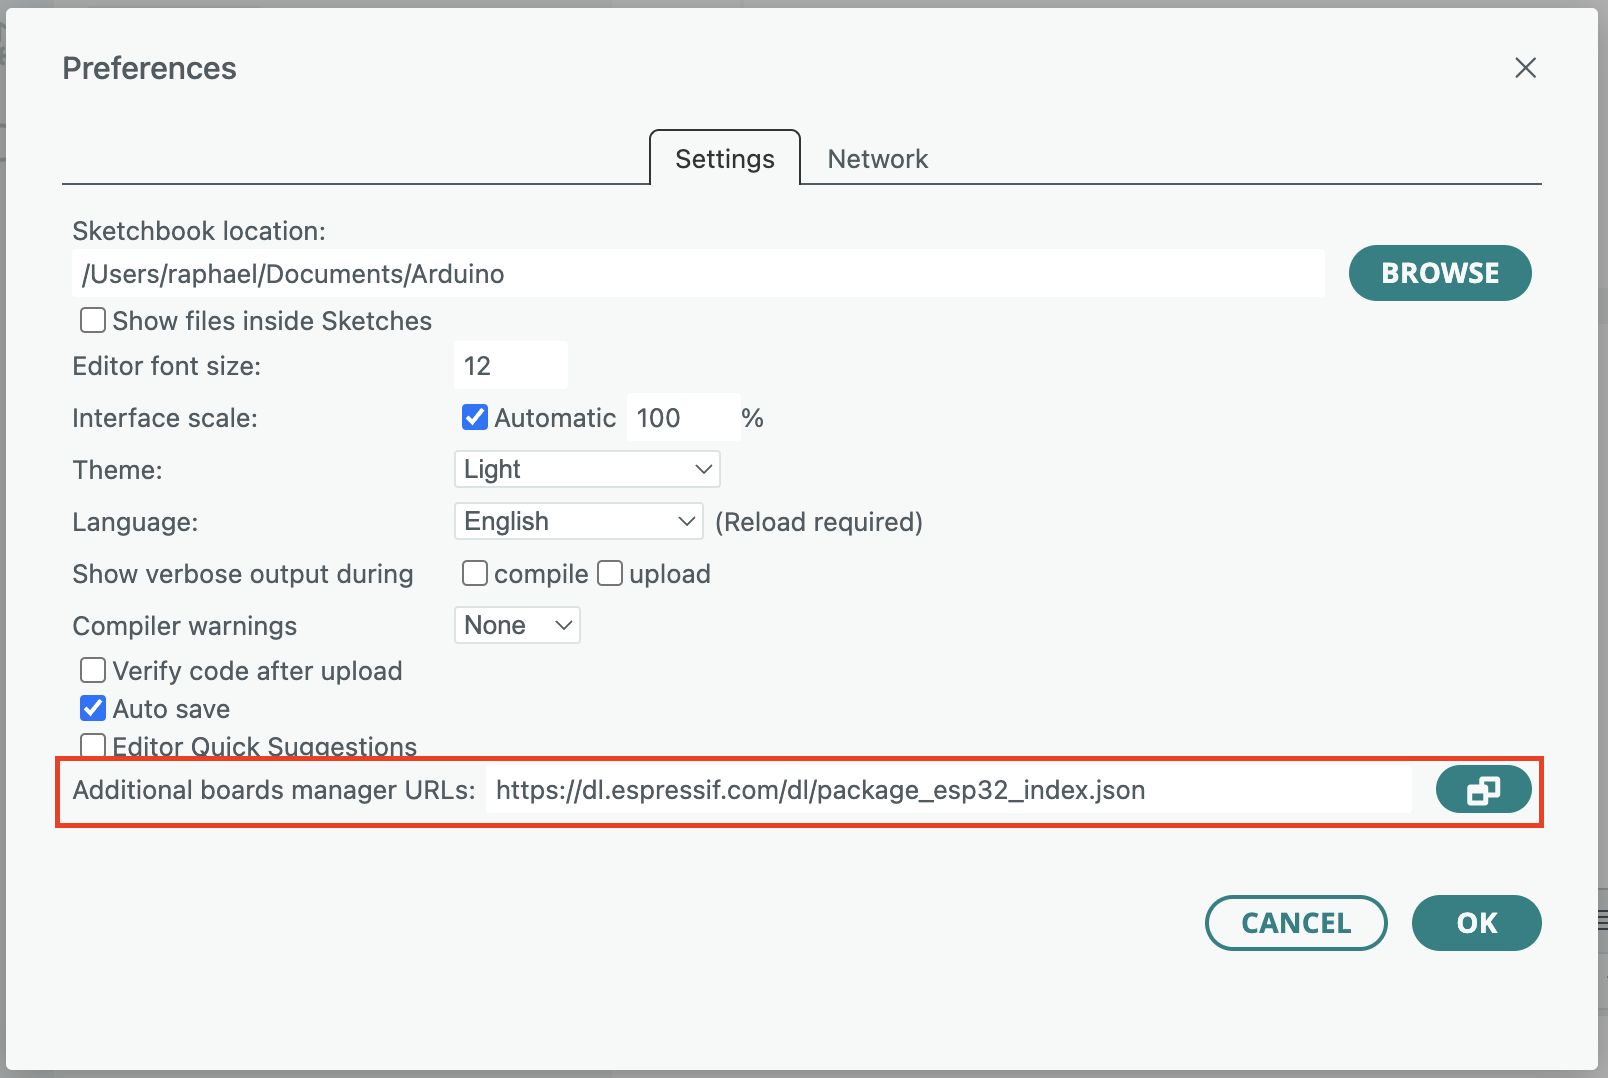 Preferences
Settings Network
Sketchbook location:
/Users/raphael/Documents/Arduino BROWSE
Show files inside Sketches
Editor font size: 12
Interface scale: Automatic 100 %
Theme: Light
Language: English (Reload required)
Show verbose output during compile upload
Compiler warnings None
Verify code after upload
Auto save
Editor Quick Suggestions
Additional boards manager URLs: https://dl.espressif.com/dl/package_esp32_index.json
CANCEL OK